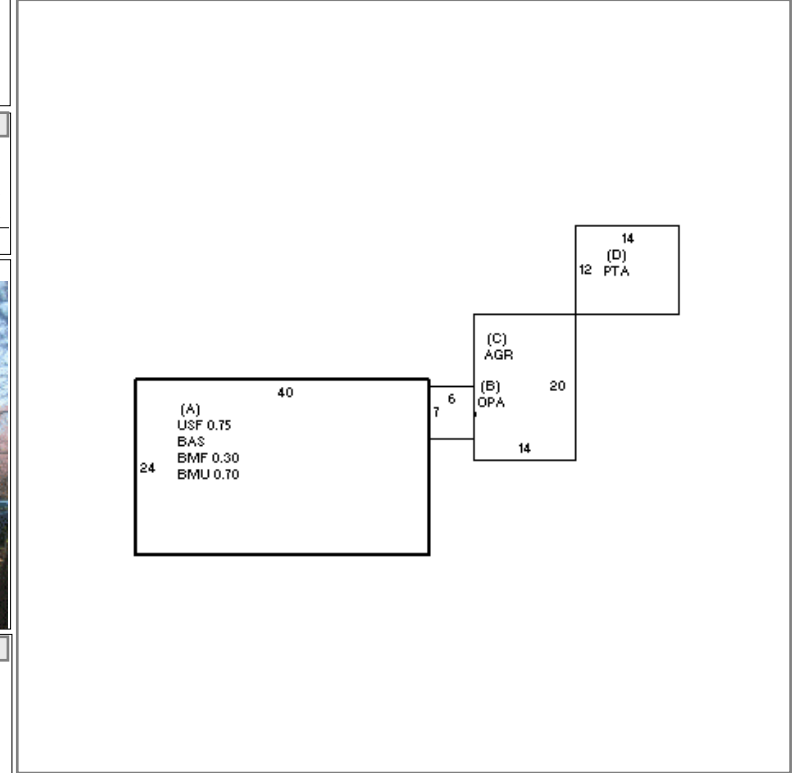 14
(D)
12 PTA
(C)
AGR
(B) 20
OPA
14
6
7
40
(A)
USF 0.75
BAS
BMF 0.30
BMU 0.70
24